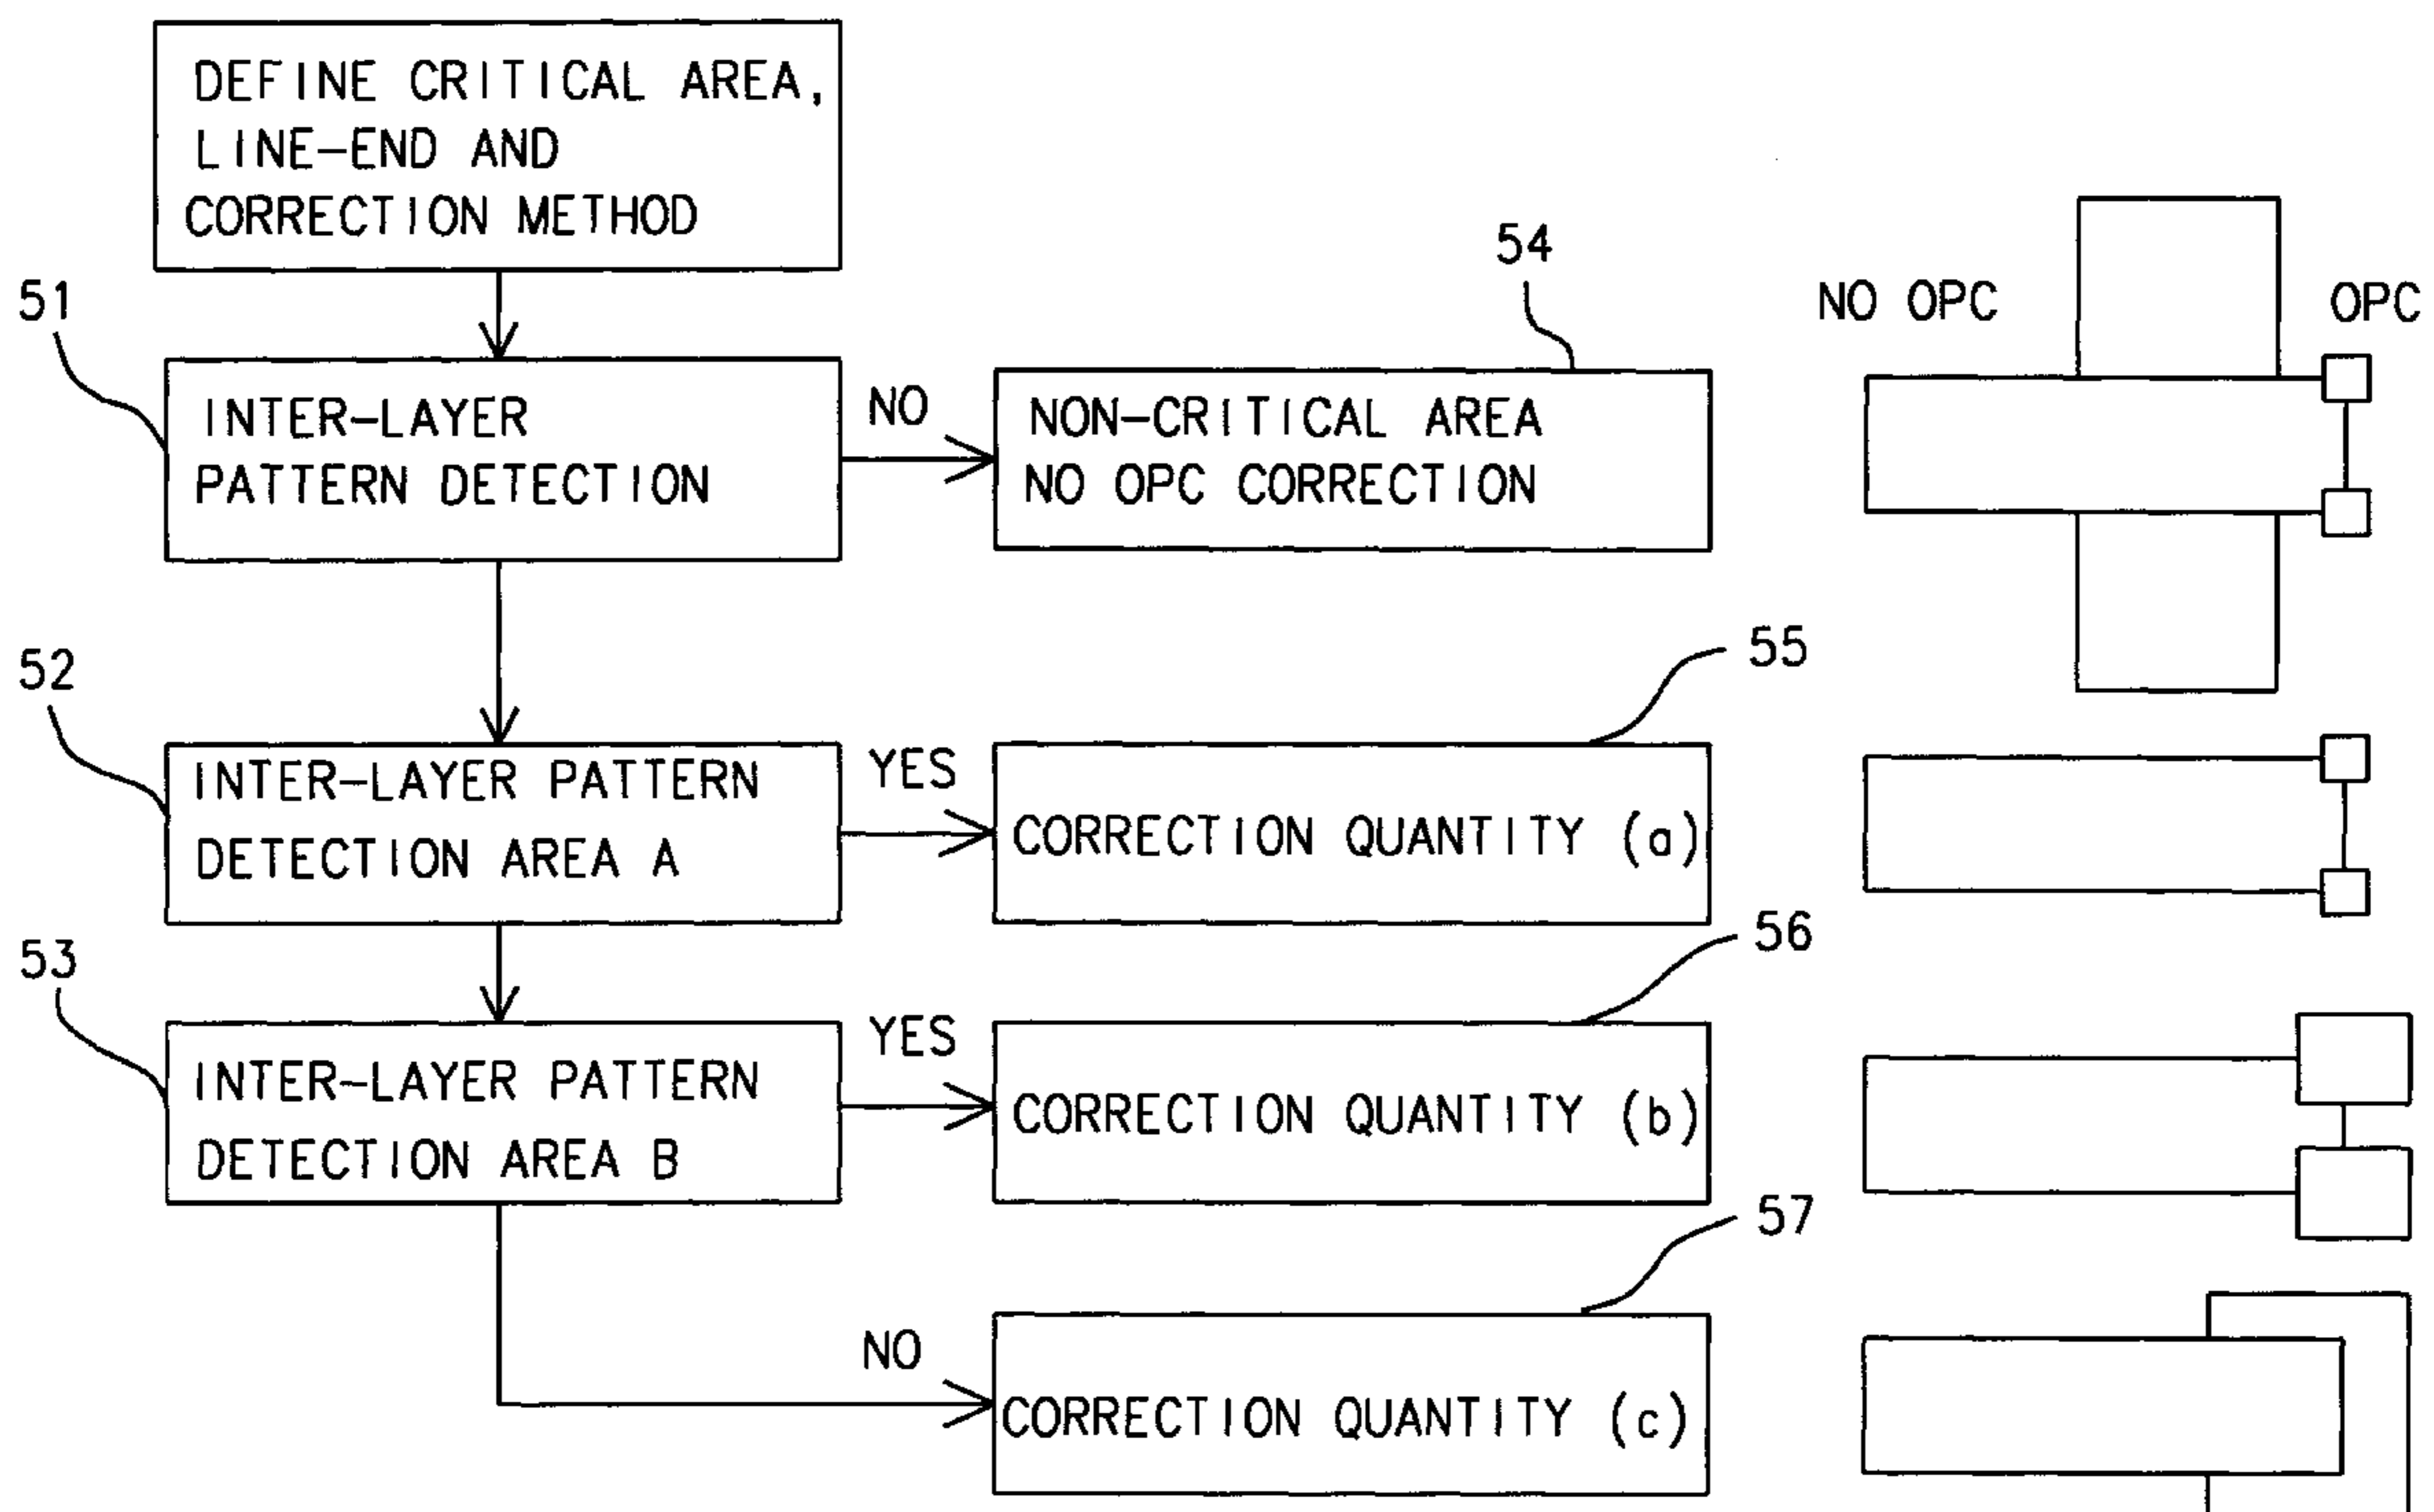 DEFINE CRITICAL AREA,
LINE-END AND
CORRECTION METHOD
51
INTER-LAYER
PATTERN DETECTION
NO
54
NON-CRITICAL AREA
NO OPC CORRECTION
NO OPC
OPC
52
INTER-LAYER PATTERN
DETECTION AREA A
YES
55
CORRECTION QUANTITY (a)
53
INTER-LAYER PATTERN
DETECTION AREA B
YES
56
CORRECTION QUANTITY (b)
NO
57
CORRECTION QUANTITY (c)